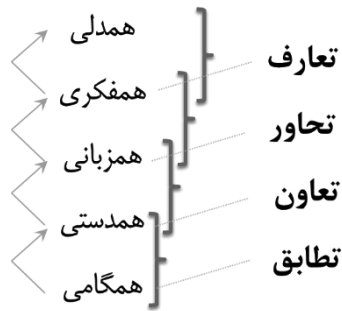 همدلی
تعارف
همفکری
تحاور
همزبانی
تعاون
همدستی
تطابق
همگامی